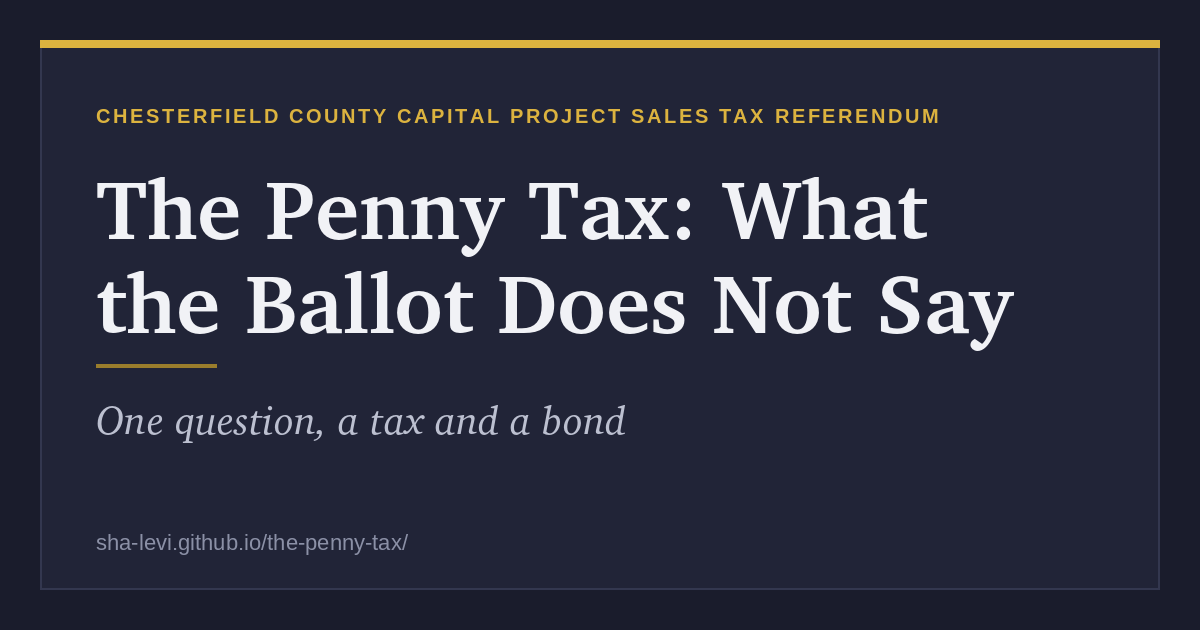 CHESTERFIELD COUNTY CAPITAL PROJECT SALES TAX REFERENDUM
The Penny Tax: What
the Ballot Does Not Say
One question, a tax and a bond
sha-levi.github.io/the-penny-tax/